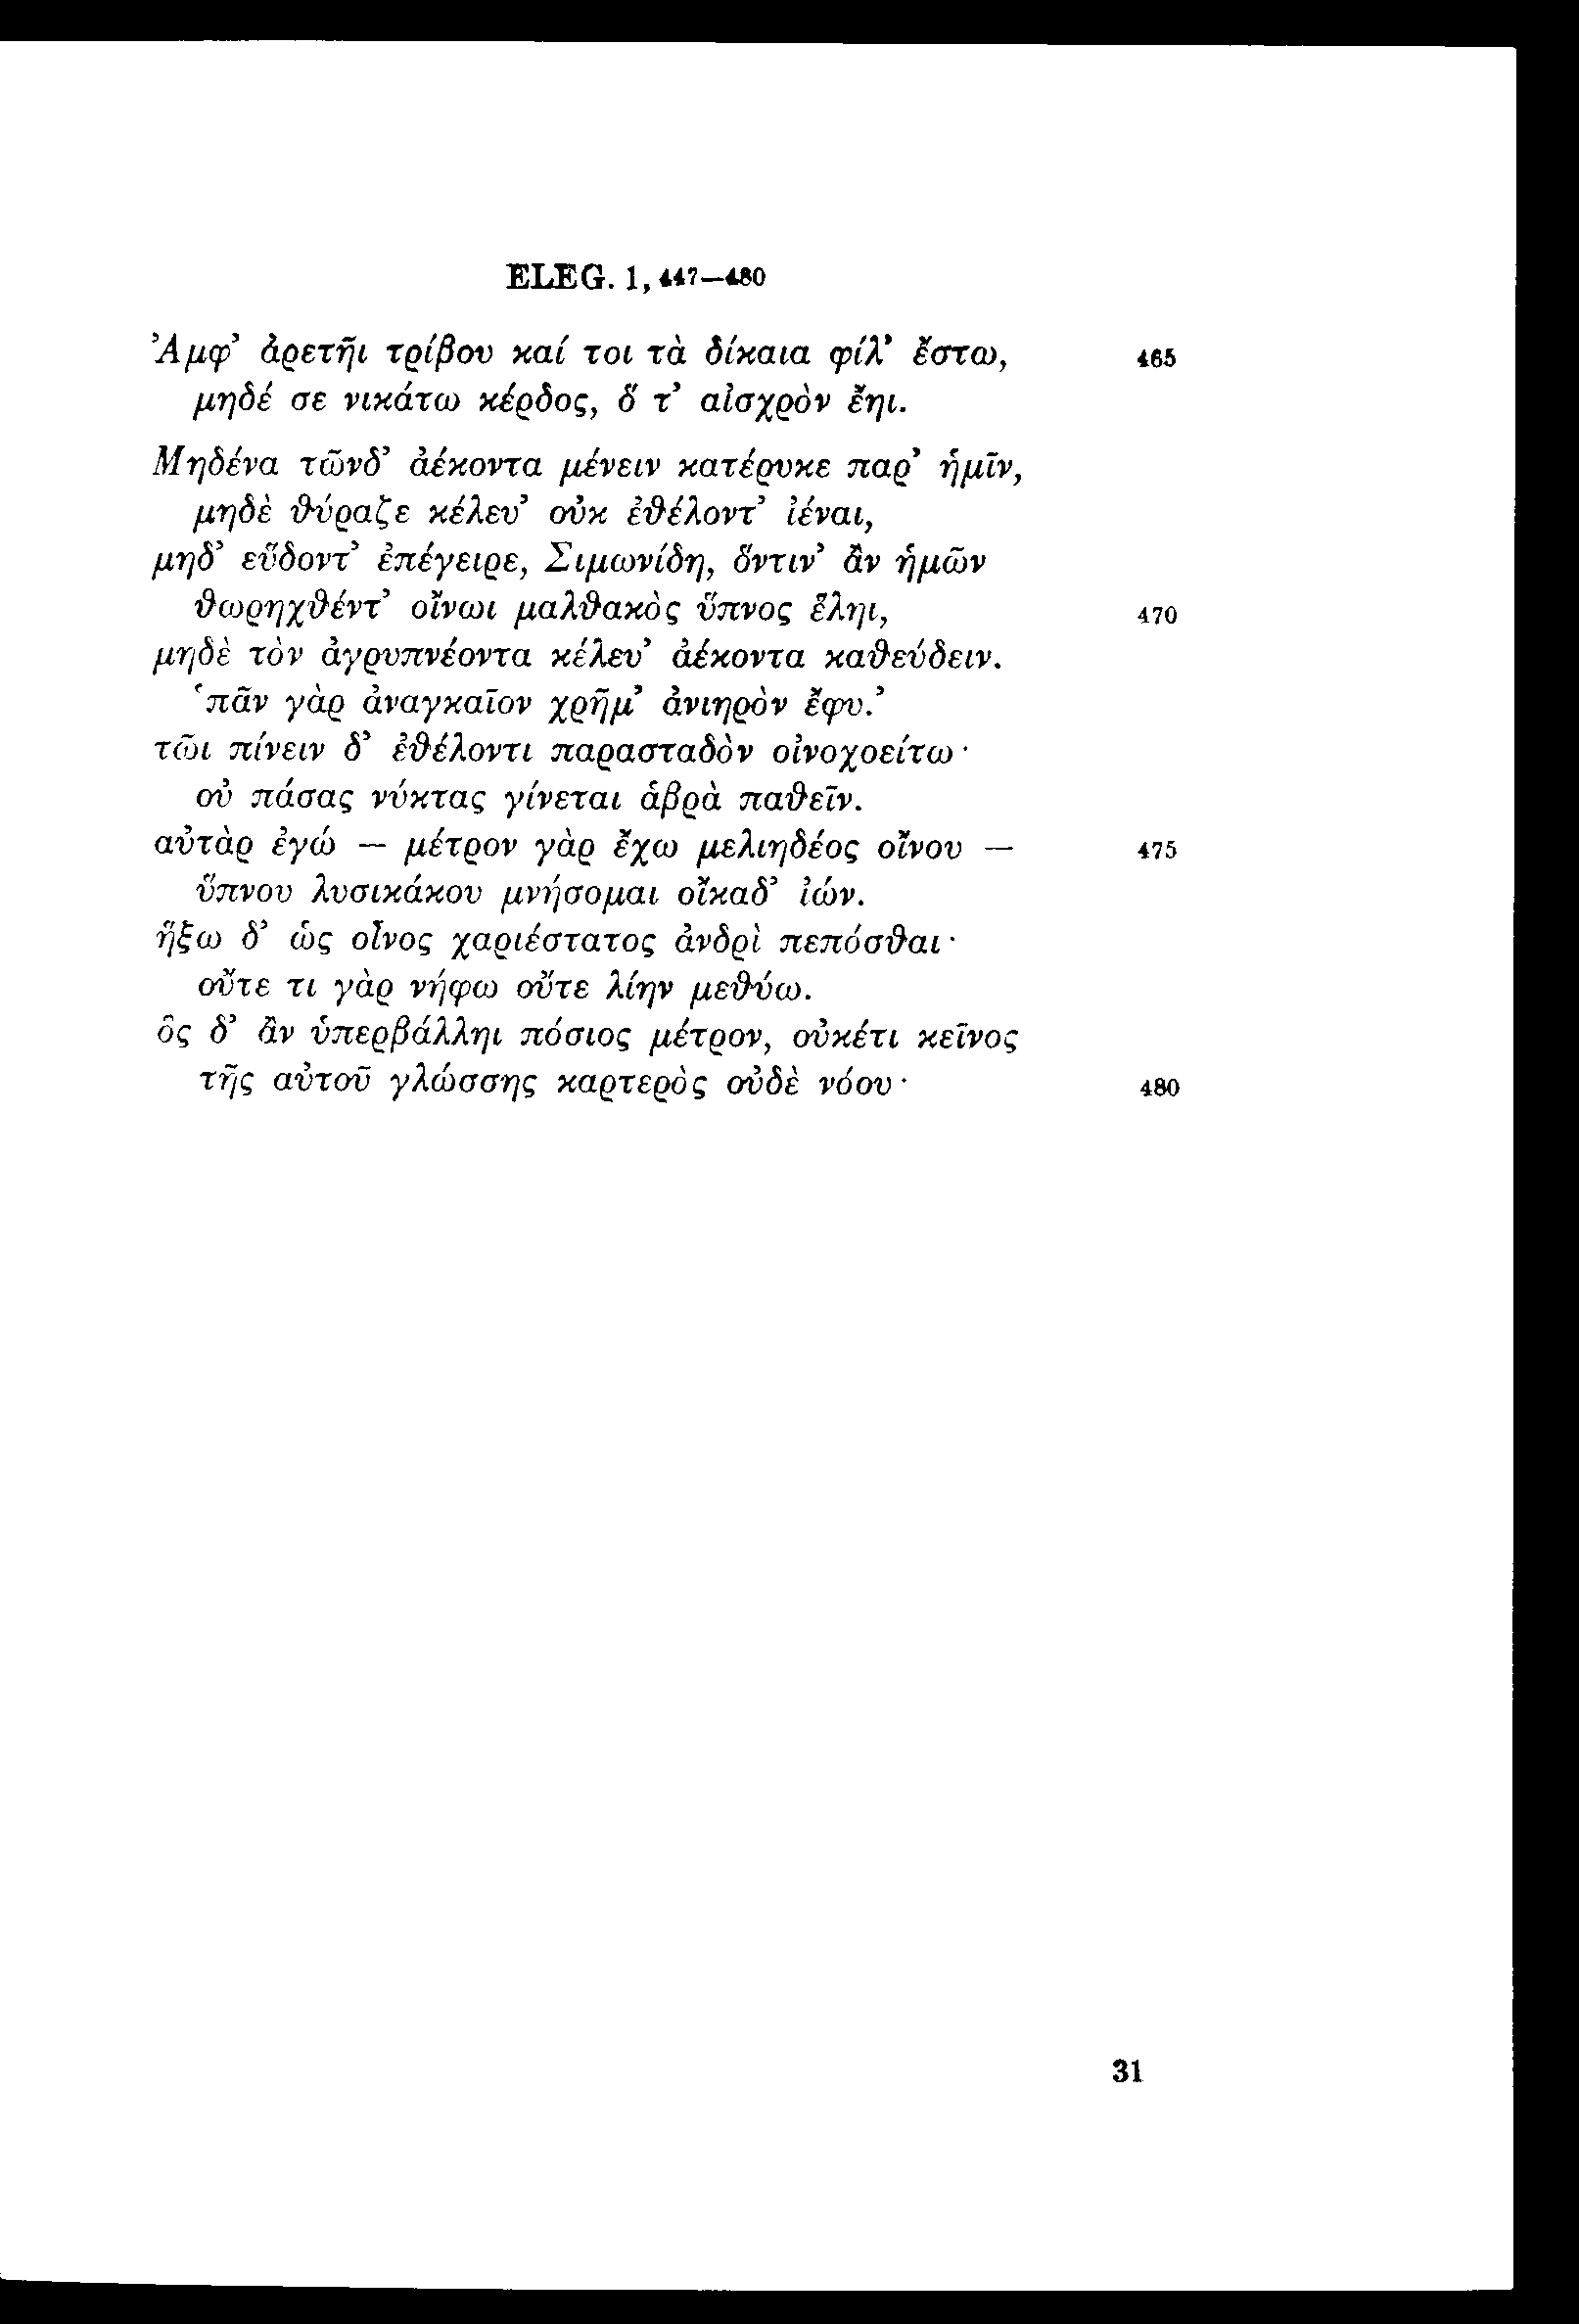 ELEG. 1, 447—480
Ἀμφ’ ἀρετῆι τρίβου καί τοι τὰ δίκαια φίλ’ ἔστω, 465
μηδέ σε νικάτω κέρδος, ὅ τ’ αἰσχρὸν ἔηι.
Μηδένα τῶνδ’ ἀέκοντα μένειν κατέρυκε παρ’ ἡμῖν,
μηδὲ θύραζε κέλευ’ οὐκ ἐθέλοντ’ ἰέναι,
μηδ’ εὕδοντ’ ἐπέγειρε, Σιμωνίδη, ὅντιν’ ἂν ἡμῶν
θωρηχθέντ’ οἴνωι μαλθακὸς ὕπνος ἕληι, 470
μηδὲ τὸν ἀγρυπνέοντα κέλευ’ ἀέκοντα καθεύδειν.
‘πᾶν γὰρ ἀναγκαῖον χρῆμ’ ἀνιηρὸν ἔφυ.’
τῶι πίνειν δ’ ἐθέλοντι παρασταδὸν οἰνοχοείτω·
οὐ πάσας νύκτας γίνεται ἁβρὰ παθεῖν.
αὐτὰρ ἐγώ — μέτρον γὰρ ἔχω μελιηδέος οἴνου — 475
ὕπνου λυσικάκου μνήσομαι οἴκαδ’ ἰών.
ἥξω δ’ ὡς οἶνος χαριέστατος ἀνδρὶ πεπόσθαι·
οὔτε τι γὰρ νήφω οὔτε λίην μεθύω.
ὃς δ’ ἂν ὑπερβάλληι πόσιος μέτρον, οὐκέτι κεῖνος
τῆς αὐτοῦ γλώσσης καρτερὸς οὐδὲ νόου· 480
31